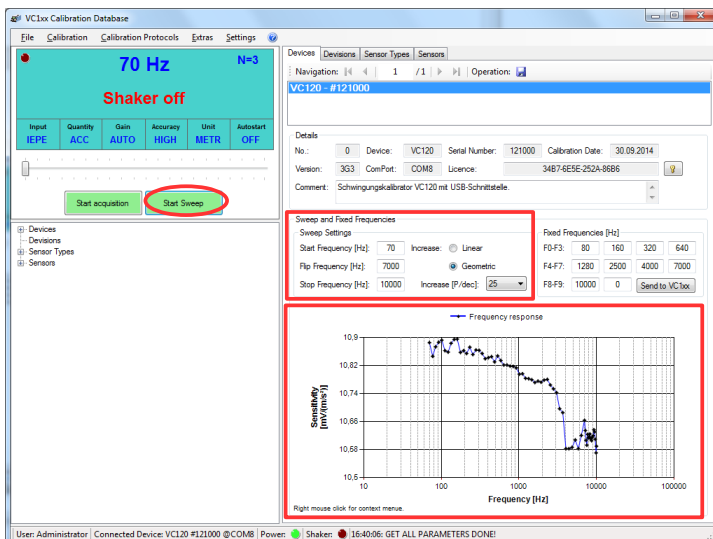 VC1xx Calibration Database
File Calibration Calibration Protocols Extras Settings
70 Hz N=3
Shaker off
Input Quantity Gain Accuracy Unit Autostart
IEPE ACC AUTO HIGH METR OFF
Start acquisition Start Sweep
Devices
Devisions
Sensor Types
Sensors
Devices Devisions Sensor Types Sensors
Navigation: 1 /1 Operation:
VC120 - #121000
Details
No.: 0 Device: VC120 Serial Number: 121000 Calibration Date: 30.09.2014
Version: 3G3 ComPort: COM8 Licence: 34B7-6E5E-252A-86B6
Comment: Schwingungskalibrator VC120 mit USB-Schnittstelle.
Sweep and Fixed Frequencies
Sweep Settings
Start Frequency [Hz]: 70 Increase: Linear
Flip Frequency [Hz]: 7000 Geometric
Stop Frequency [Hz]: 10000 Increase [P/dec]: 25
Fixed Frequencies [Hz]
F0-F3: 80 160 320 640
F4-F7: 1280 2500 4000 7000
F8-F9: 10000 0 Send to VC1xx
Frequency response
Sensitivity
[mV/(m/s²)]
10,9
10,82
10,74
10,66
10,58
10,5
10 100 1000 10000 100000
Frequency [Hz]
Right mouse click for context menue.
User: Administrator Connected Device: VC120 #121000 @COM8 Power: Shaker: 16:40:06: GET ALL PARAMETERS DONE!